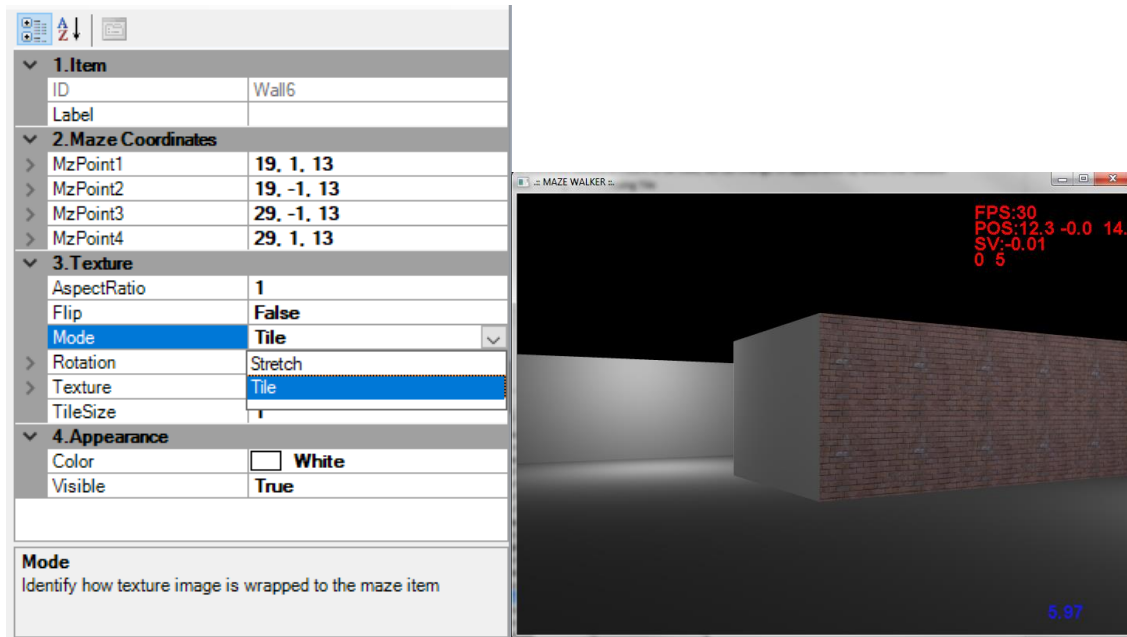 1.Item
ID Wall6
Label
2.Maze Coordinates
MzPoint1 19, 1, 13
MzPoint2 19, -1, 13
MzPoint3 29, -1, 13
MzPoint4 29, 1, 13
3.Texture
AspectRatio 1
Flip False
Mode Tile
Rotation Stretch
Texture Tile
TileSize
4.Appearance
Color White
Visible True
Mode
Identify how texture image is wrapped to the maze item
.:: MAZE WALKER ::.
FPS:30
POS:12.3 -0.0 14.
SV:-0.01
0 5
5.97